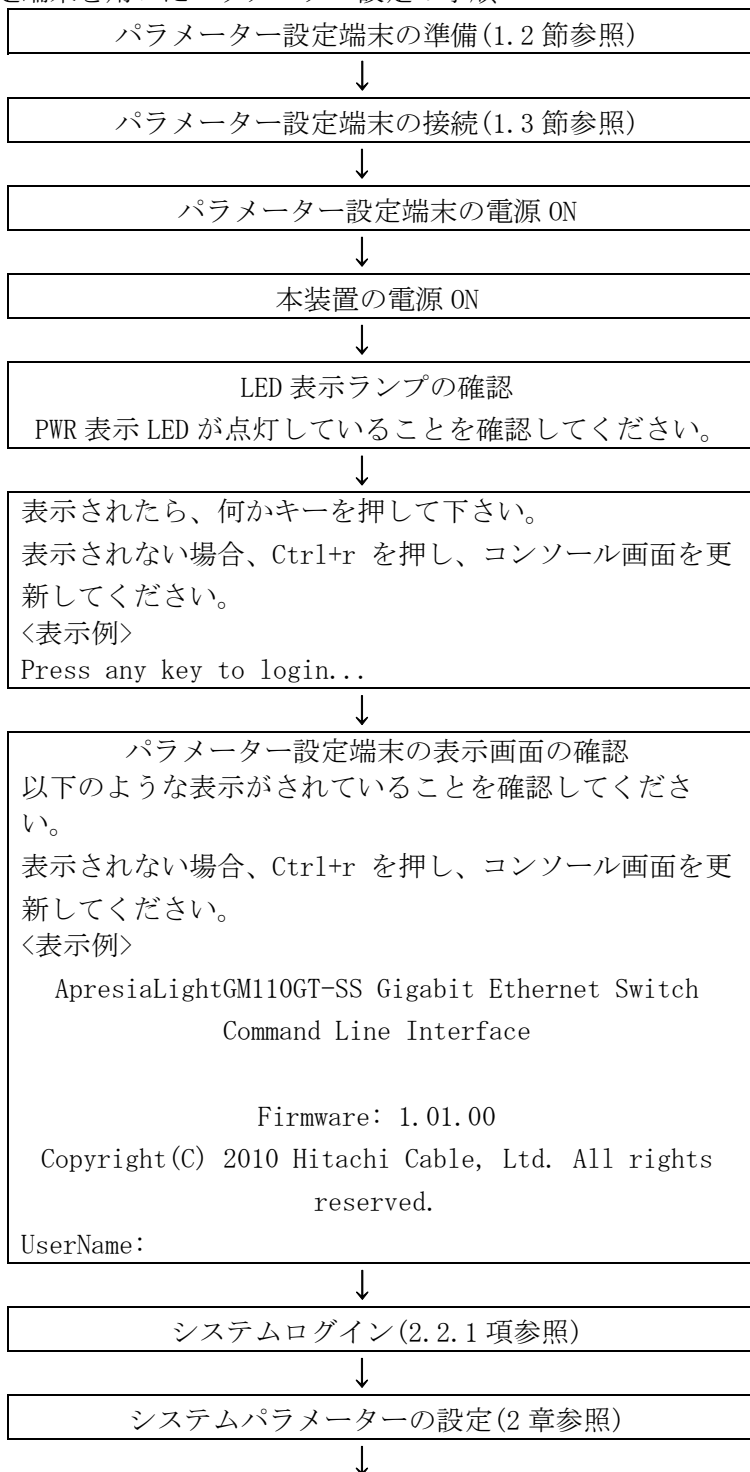 パラメーター設定の手順
パラメーター設定端末の準備(1.2 節参照)
↓
パラメーター設定端末の接続(1.3 節参照)
↓
パラメーター設定端末の電源 ON
↓
本装置の電源 ON
↓
LED 表示ランプの確認
PWR 表示 LED が点灯していることを確認してください。
↓
表示されたら、何かキーを押して下さい。
表示されない場合、Ctrl+r を押し、コンソール画面を更
新してください。
<表示例>
Press any key to login...
↓
パラメーター設定端末の表示画面の確認
以下のような表示がされていることを確認してくださ
い。
表示されない場合、Ctrl+r を押し、コンソール画面を更
新してください。
<表示例>
ApresiaLightGM110GT-SS Gigabit Ethernet Switch
Command Line Interface
Firmware: 1.01.00
Copyright(C) 2010 Hitachi Cable, Ltd. All rights
reserved.
UserName:
↓
システムログイン(2.2.1 項参照)
↓
システムパラメーターの設定(2 章参照)
↓